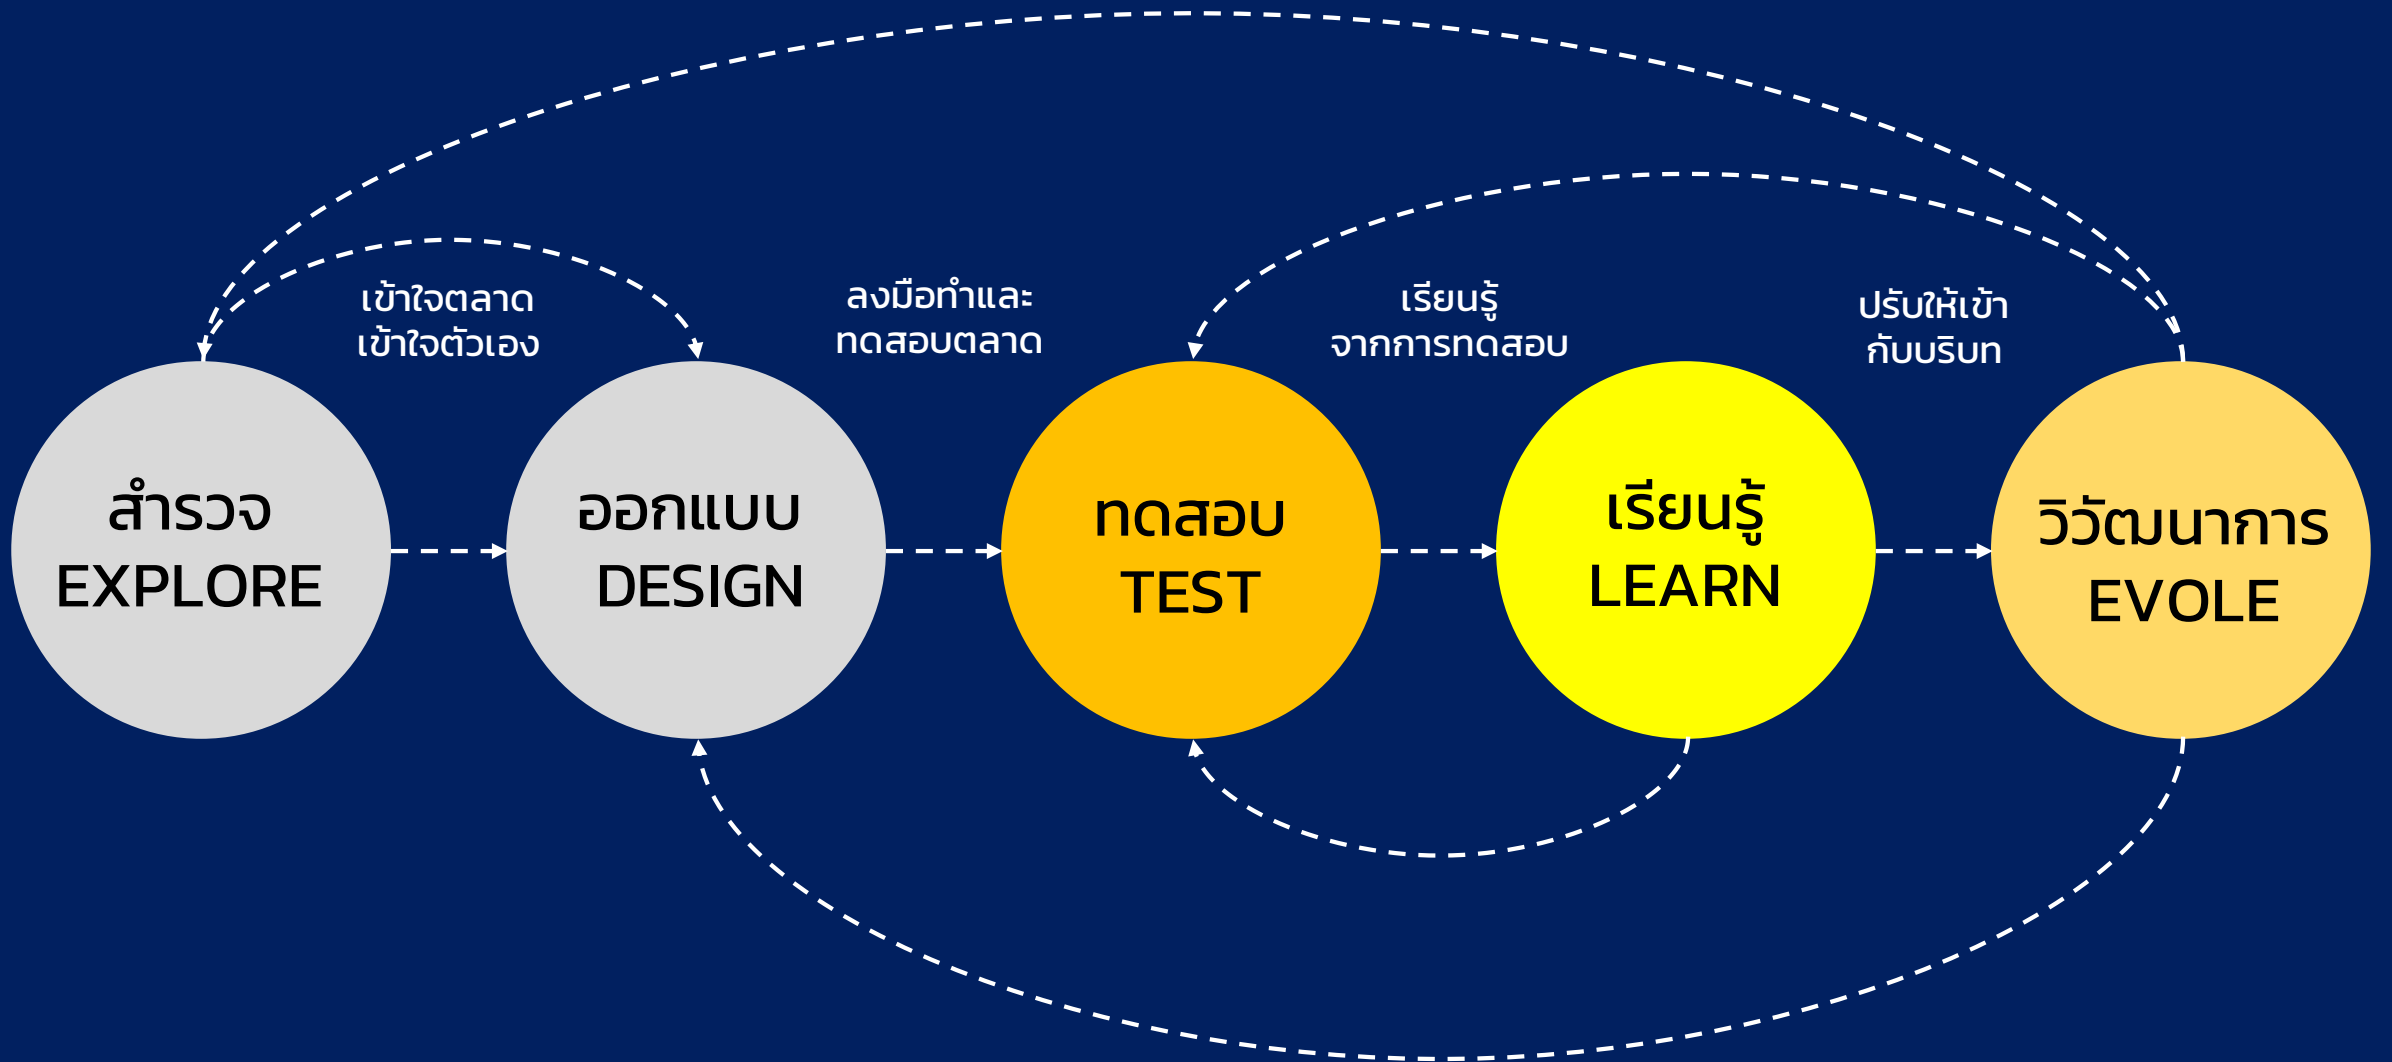 เข้าใจตลาด
เข้าใจตัวเอง
ลงมือทำและ
ทดสอบตลาด
เรียนรู้
จากการทดสอบ
ปรับให้เข้า
กับบริบท
สำรวจ
EXPLORE
ออกแบบ
DESIGN
ทดสอบ
TEST
เรียนรู้
LEARN
วิวัฒนาการ
EVOLE